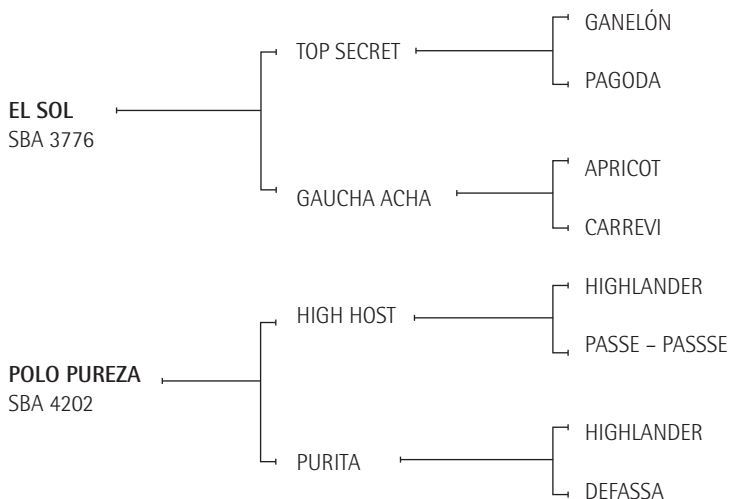 GANELÓN
TOP SECRET
PAGODA
EL SOL
SBA 3776
APRICOT
GAUCHA ACHA
CARREVI
HIGHLANDER
HIGH HOST
PASSE – PASSSE
POLO PUREZA
SBA 4202
HIGHLANDER
PURITA
DEFASSA